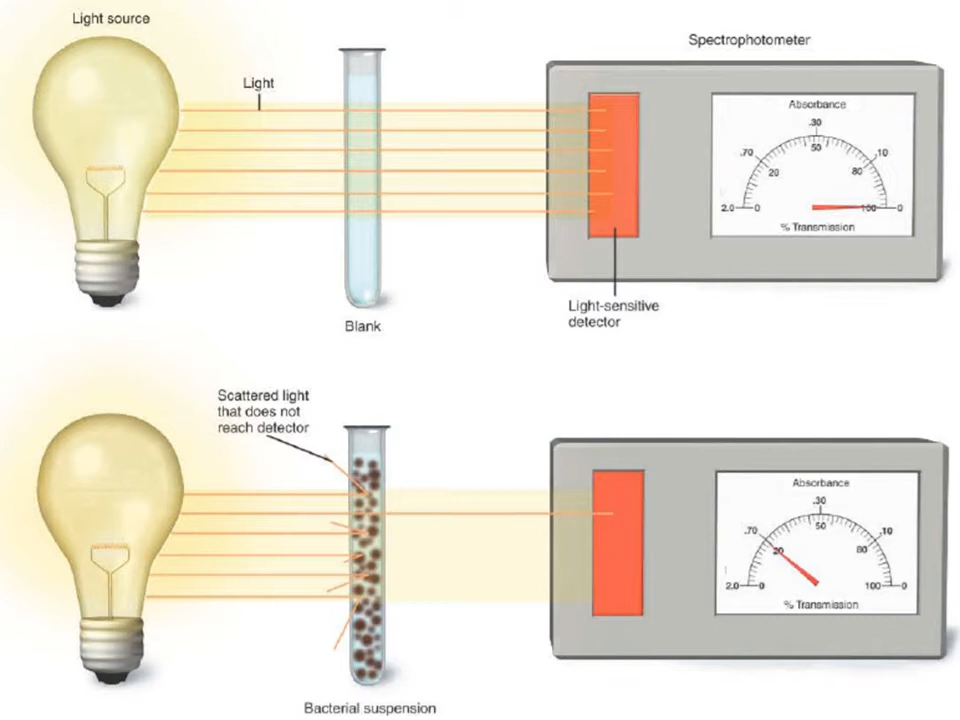 Light source
Spectrophotometer
Light
Absorbance
.30
.70
50
.10
20
80
2.0
0
100
0
% Transmission
Light-sensitive
detector
Blank
Scattered light
that does not
reach detector
Absorbance
.30
.70
50
.10
20
80
2.0
0
100
0
% Transmission
Bacterial suspension